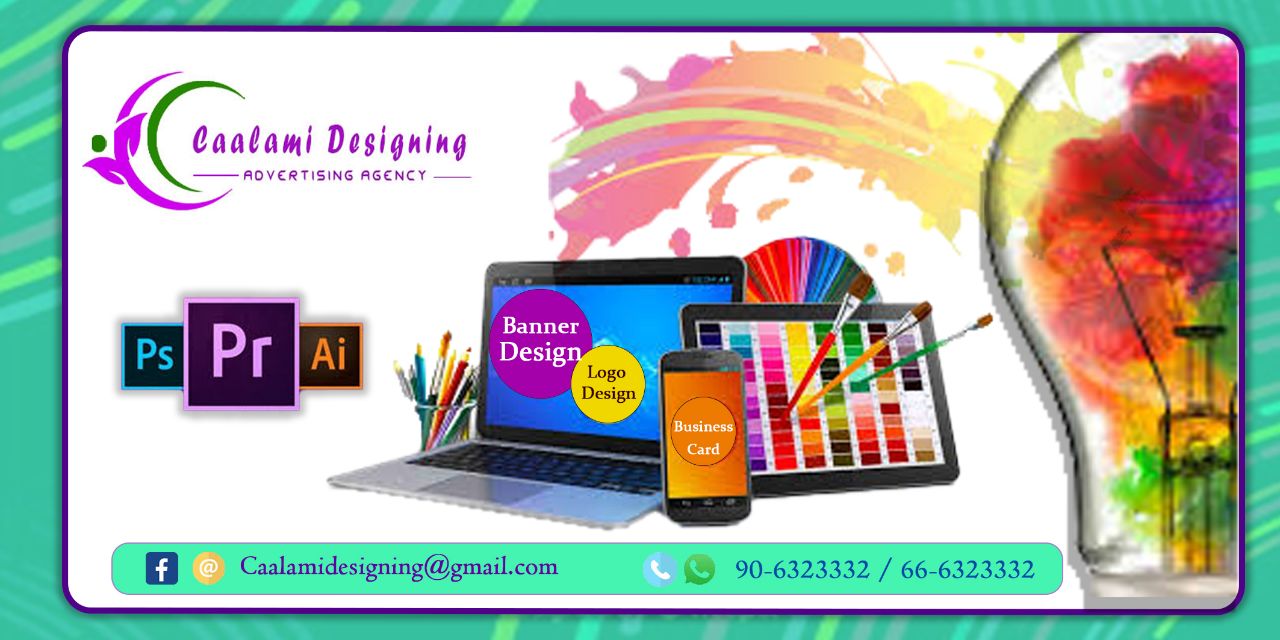 Caalami Designing
ADVERTISING AGENCY
Ps
Pr
Ai
Banner
Design
Logo
Design
Business
Card
Caalamidesigning@gmail.com
90-6323332 / 66-6323332